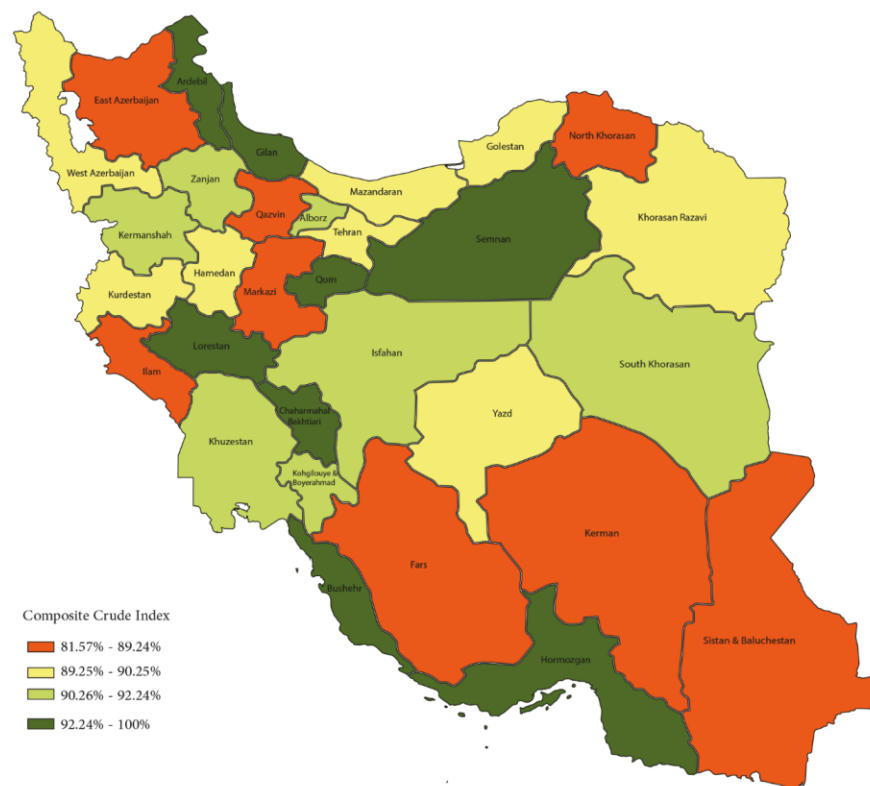 Ardebil
East Azerbaijan
North Khorasan
Golestan
Gilan
West Azerbaijan
Zanjan
Mazandaran
Qazvin
Alborz
Khorasan Razavi
Tehran
Kermanshah
Semnan
Hamedan
Qom
Markazi
Kurdestan
Lorestan
Isfahan
South Khorasan
Ilam
Chaharmahal
Bakhtiari
Yazd
Khuzestan
Kohgilouye &
Boyerahmad
Kerman
Fars
Bushehr
Sistan & Baluchestan
Hormozgan
Composite Crude Index
81.57% - 89.24%
89.25% - 90.25%
90.26% - 92.24%
92.24% - 100%